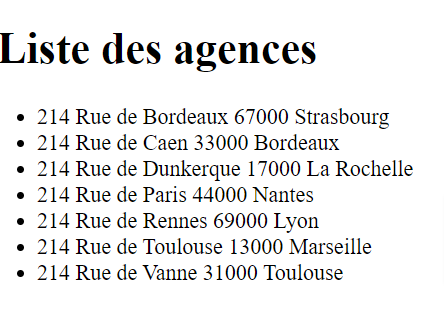 Liste des agences
214 Rue de Bordeaux 67000 Strasbourg
214 Rue de Caen 33000 Bordeaux
214 Rue de Dunkerque 17000 La Rochelle
214 Rue de Paris 44000 Nantes
214 Rue de Rennes 69000 Lyon
214 Rue de Toulouse 13000 Marseille
214 Rue de Vanne 31000 Toulouse